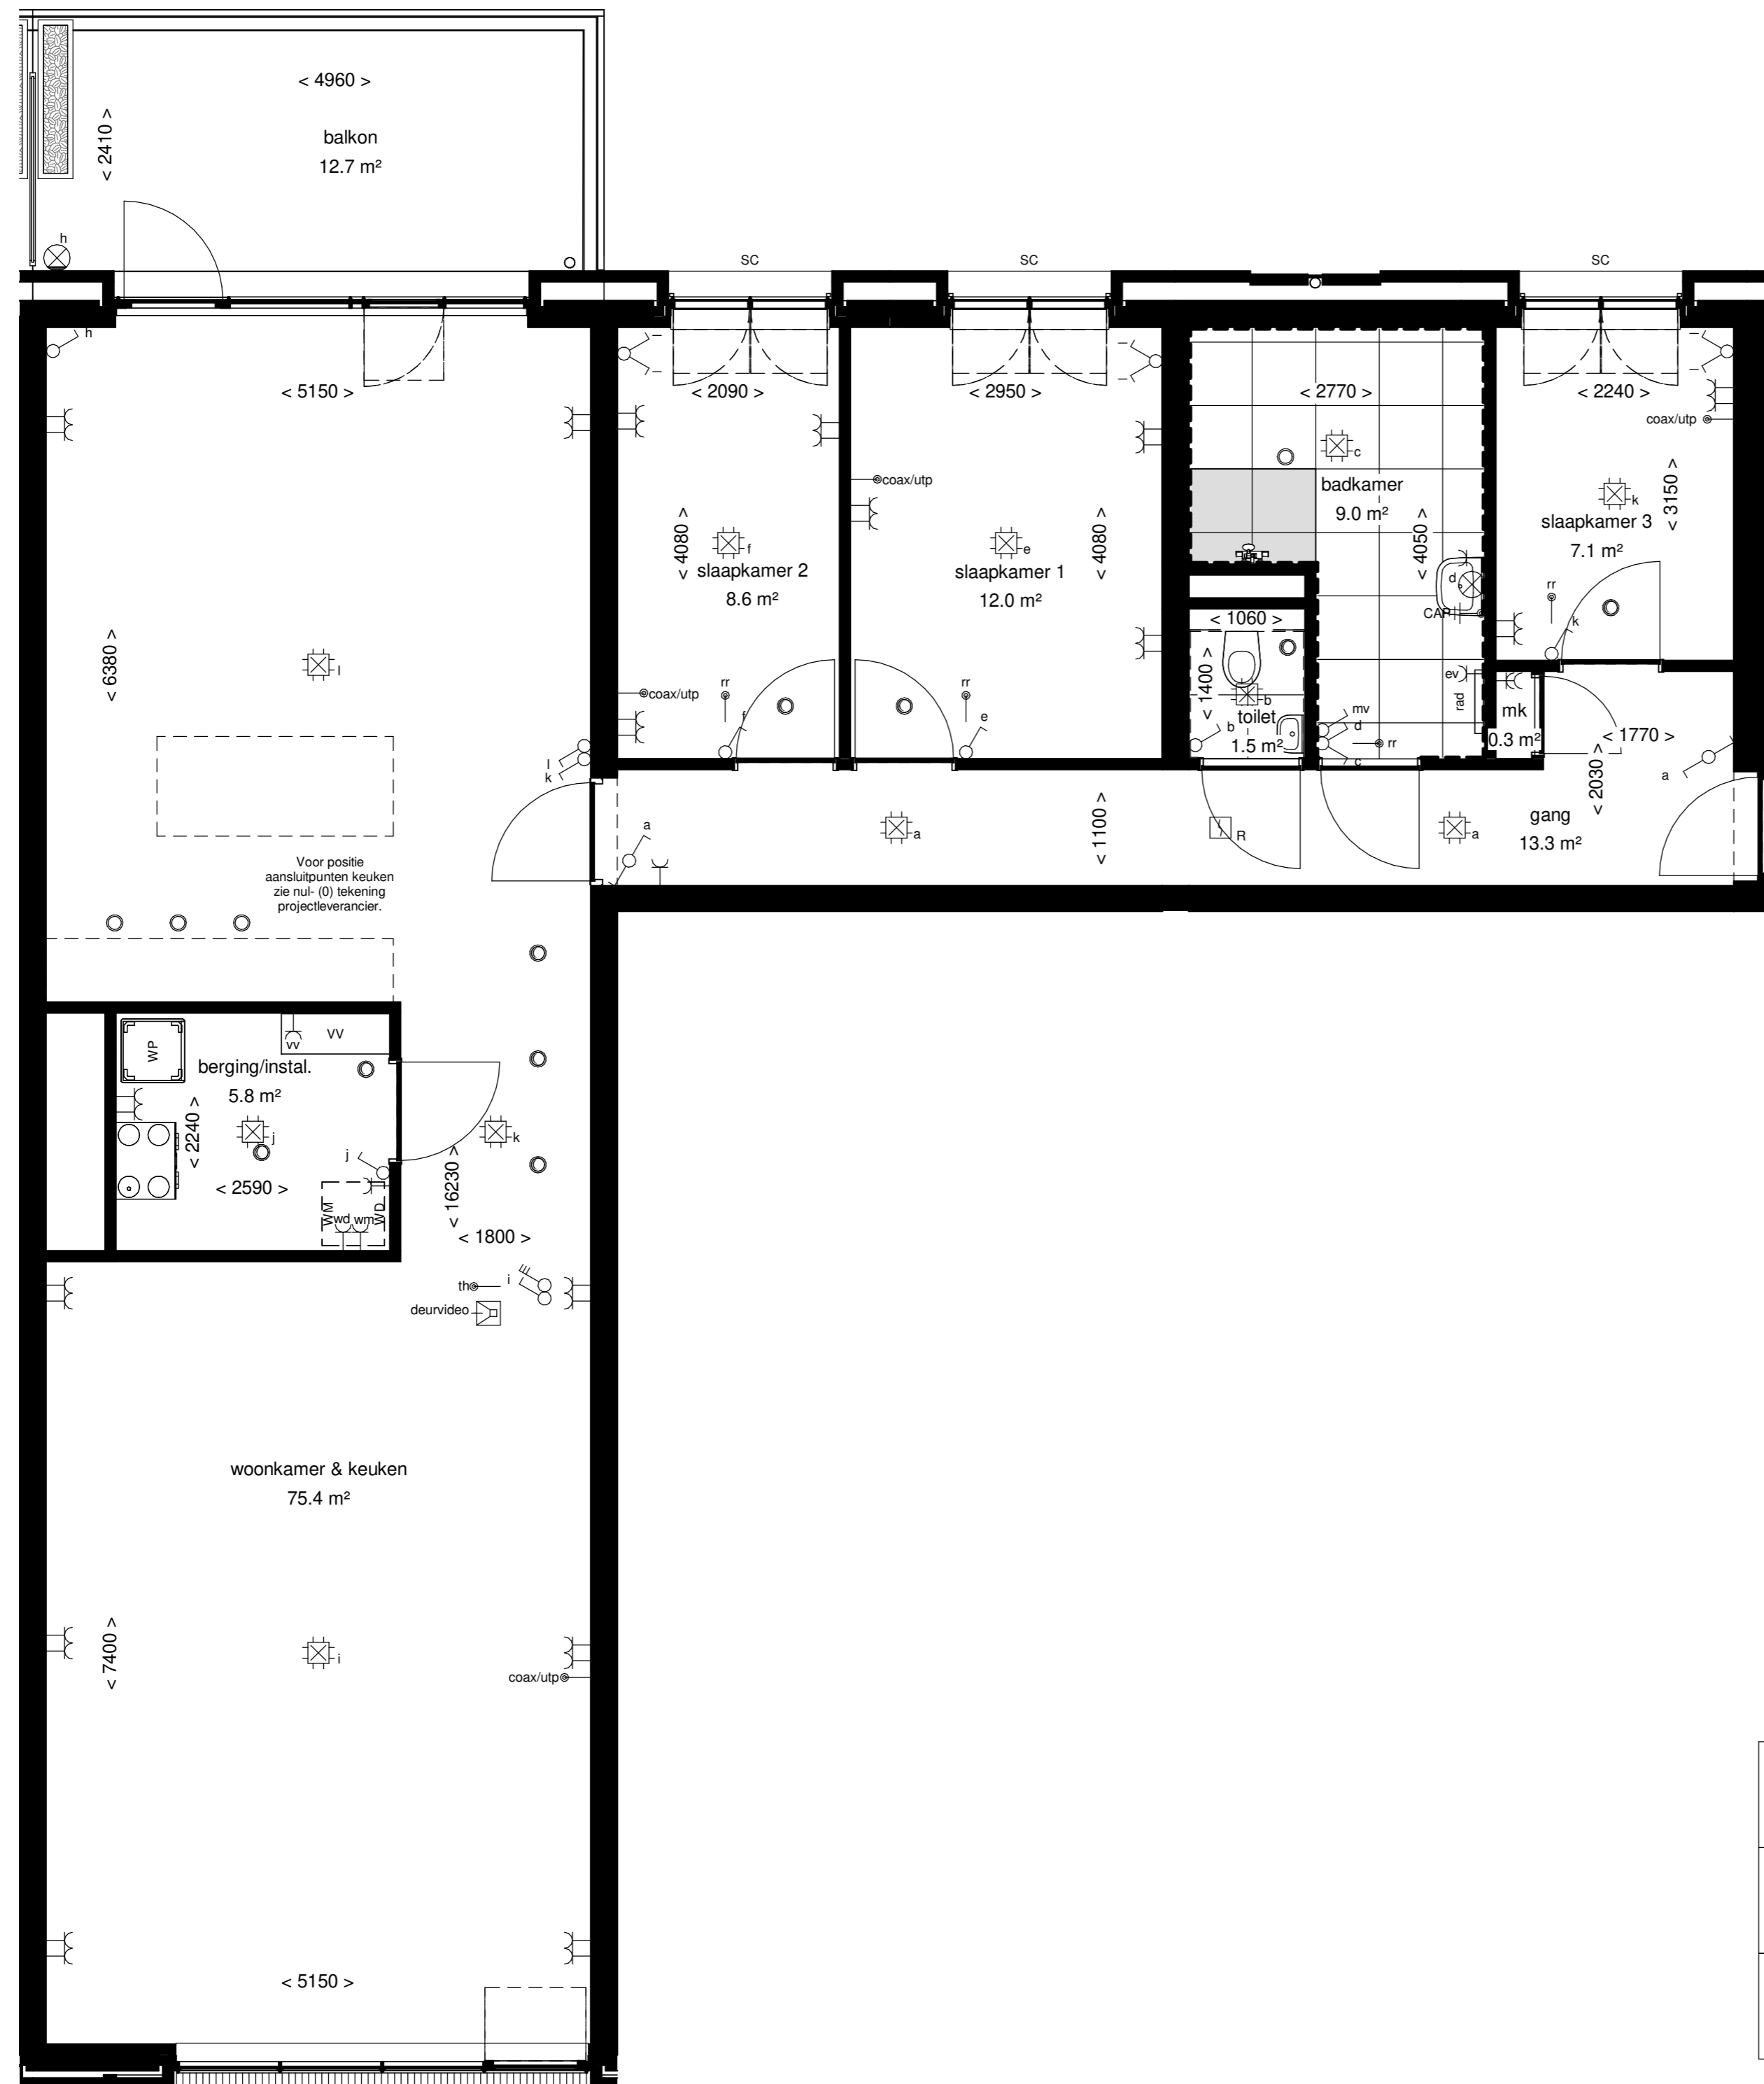 < 4960 >
balkon
12.7 m²
< 2410 >
h
SC
SC
SC
h
< 5150 >
< 2090 >
< 2950 >
< 2770 >
< 2240 >
coax/utp
coax/utp
c
badkamer
9.0 m²
k
< 3150 >
slaapkamer 3
7.1 m²
< 4080 >
f
slaapkamer 2
8.6 m²
e
slaapkamer 1
12.0 m²
< 4080 >
< 4050 >
d
CAP
rr
k
< 1060 >
< 1400 >
b
toilet
1.5 m²
b
mv
d
c
rr
ev
rad
mk
0.3 m²
< 1770 >
< 2030 >
a
< 6380 >
l
coax/utp
rr
f
rr
e
l
k
a
a
< 1100 >
R
a
gang
13.3 m²
Voor positie
aansluitpunten keuken
zie nul- (0) tekening
projectleverancier.
WP
vv
VV
berging/instal.
5.8 m²
< 2240 >
j
j
< 2590 >
WM
wd wm
WD
k
< 16230 >
< 1800 >
th
i
deurvideo
woonkamer & keuken
75.4 m²
< 7400 >
i
coax/utp
< 5150 >